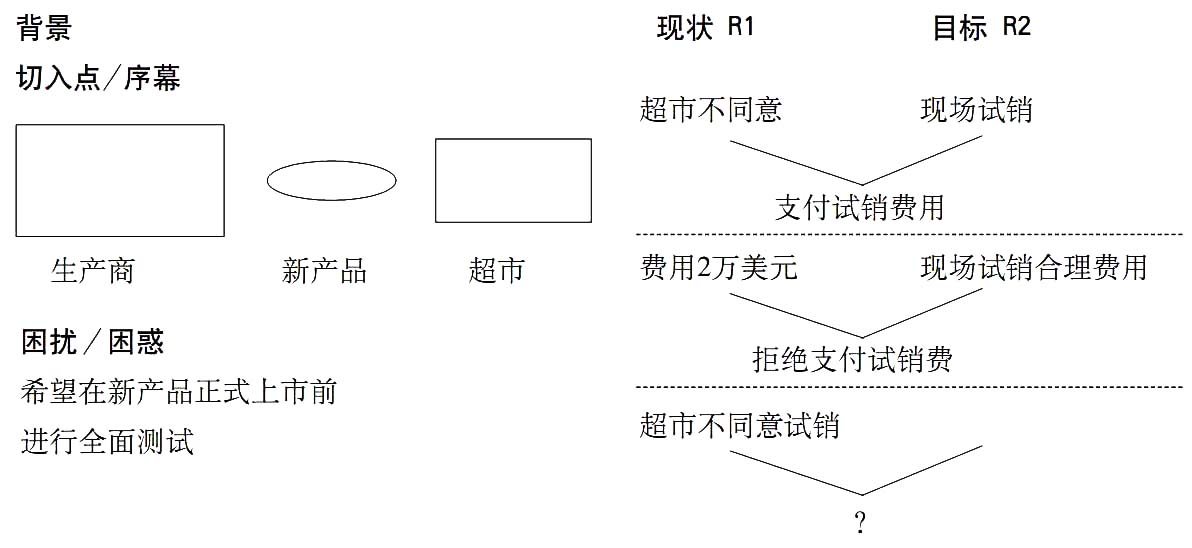 背景
切入点/序幕
生产商 新产品 超市
困扰/困惑
希望在新产品正式上市前
进行全面测试
现状 R1 目标 R2
超市不同意 现场试销
支付试销费用
费用2万美元 现场试销合理费用
拒绝支付试销费
超市不同意试销
?